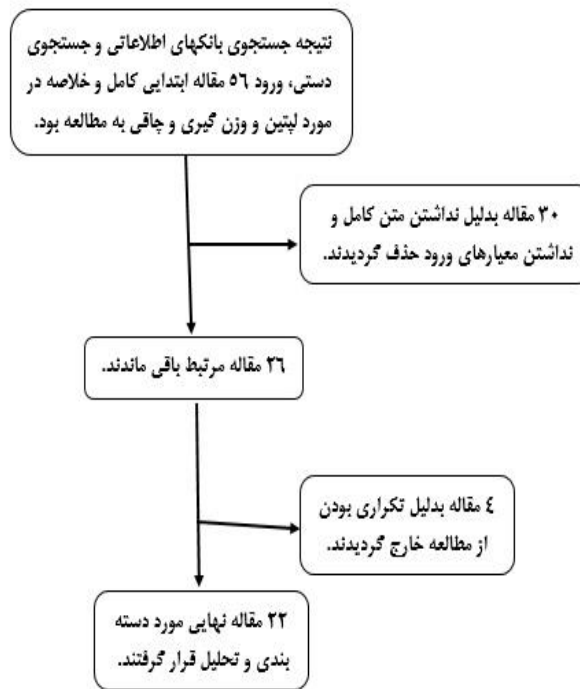 نتیجه جستجوی بانکهای اطلاعاتی و جستجوی
دستی، ورود ٥٦ مقاله ابتدایی کامل و خلاصه در
مورد لپتین و وزن گیری و چاقی به مطالعه بود.
٣٠ مقاله بدلیل نداشتن متن کامل و
نداشتن معیارهای ورود حذف گردیدند.
٢٦ مقاله مرتبط باقی ماندند.
٤ مقاله بدلیل تکراری بودن
از مطالعه خارج گردیدند.
٢٢ مقاله نهایی مورد دسته
بندی و تحلیل قرار گرفتند.